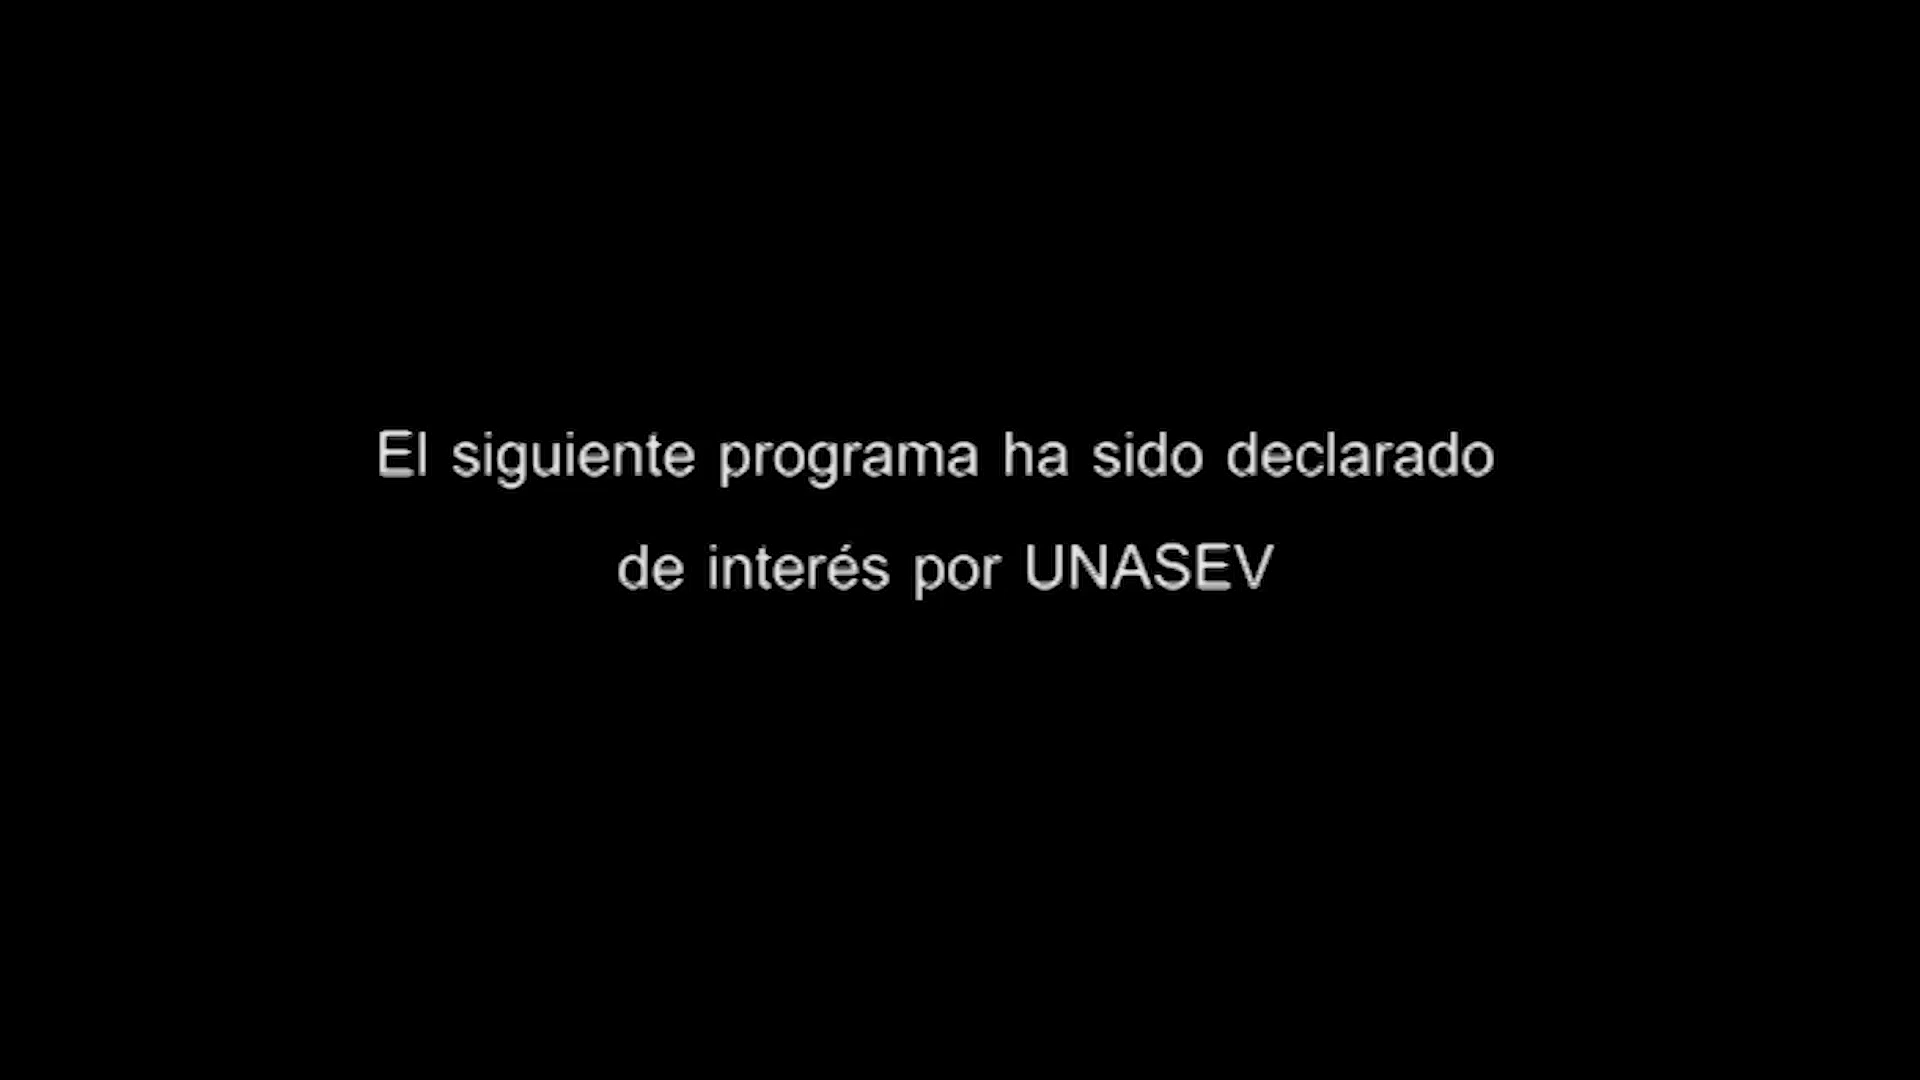 El siguiente programa ha sido declarado
de interés por UNASEV